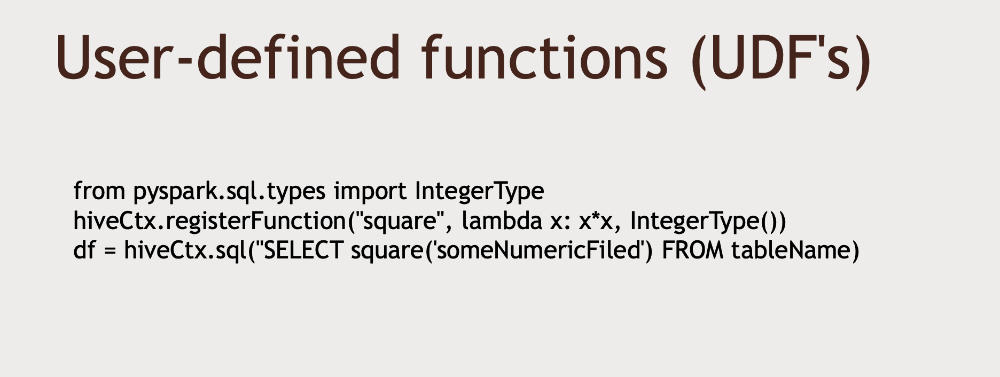 User-defined functions (UDF's)
from pyspark.sql.types import IntegerType
hiveCtx.registerFunction("square", lambda x: x*x, IntegerType())
df = hiveCtx.sql("SELECT square('someNumericFiled') FROM tableName)